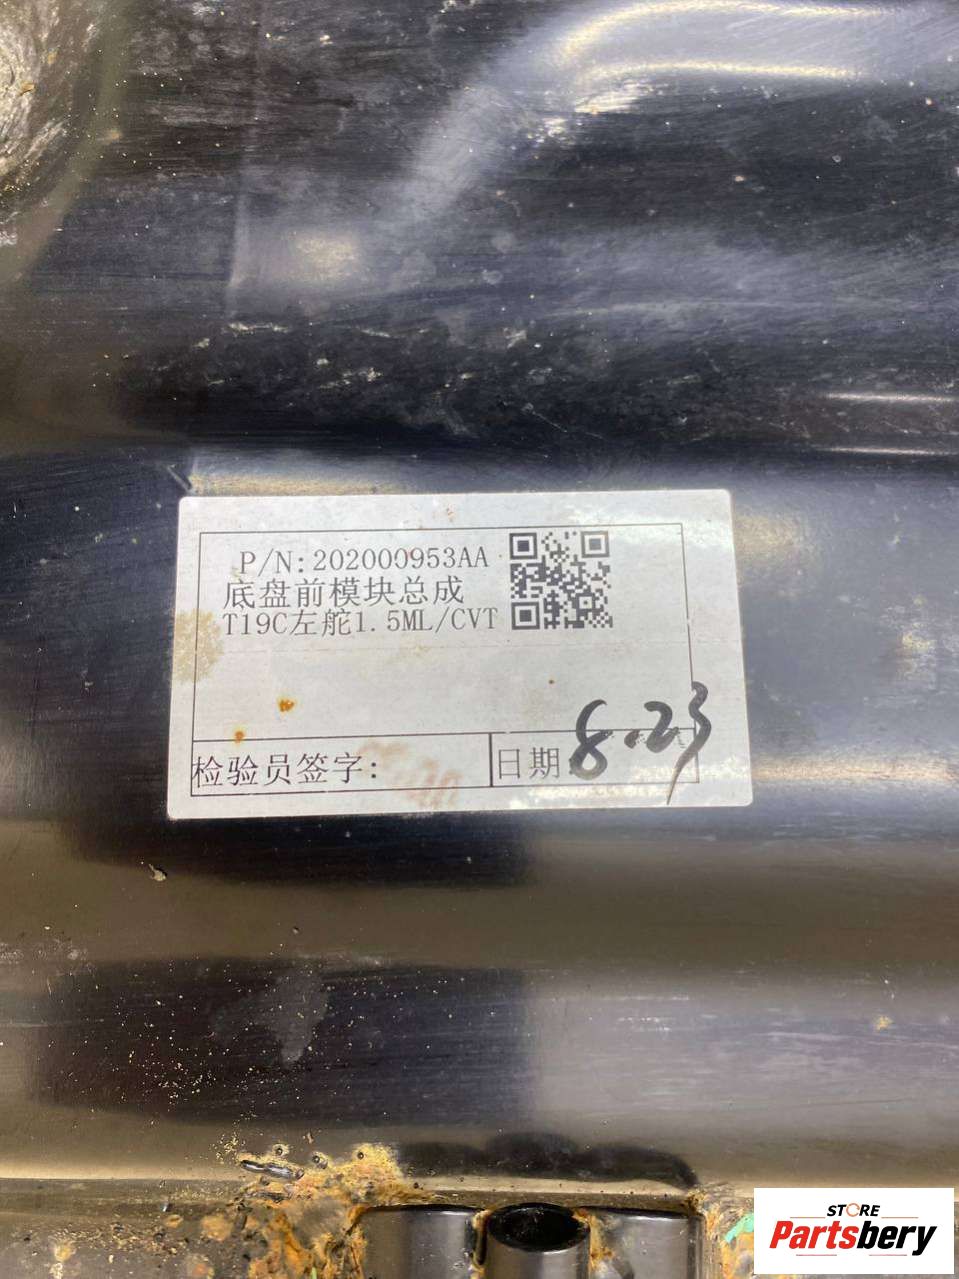 P/N:202000953AA
底盘前模块总成
T19C左舵1.5ML/CVT
检验员签字:
日期:8.23
STORE
Partsbery